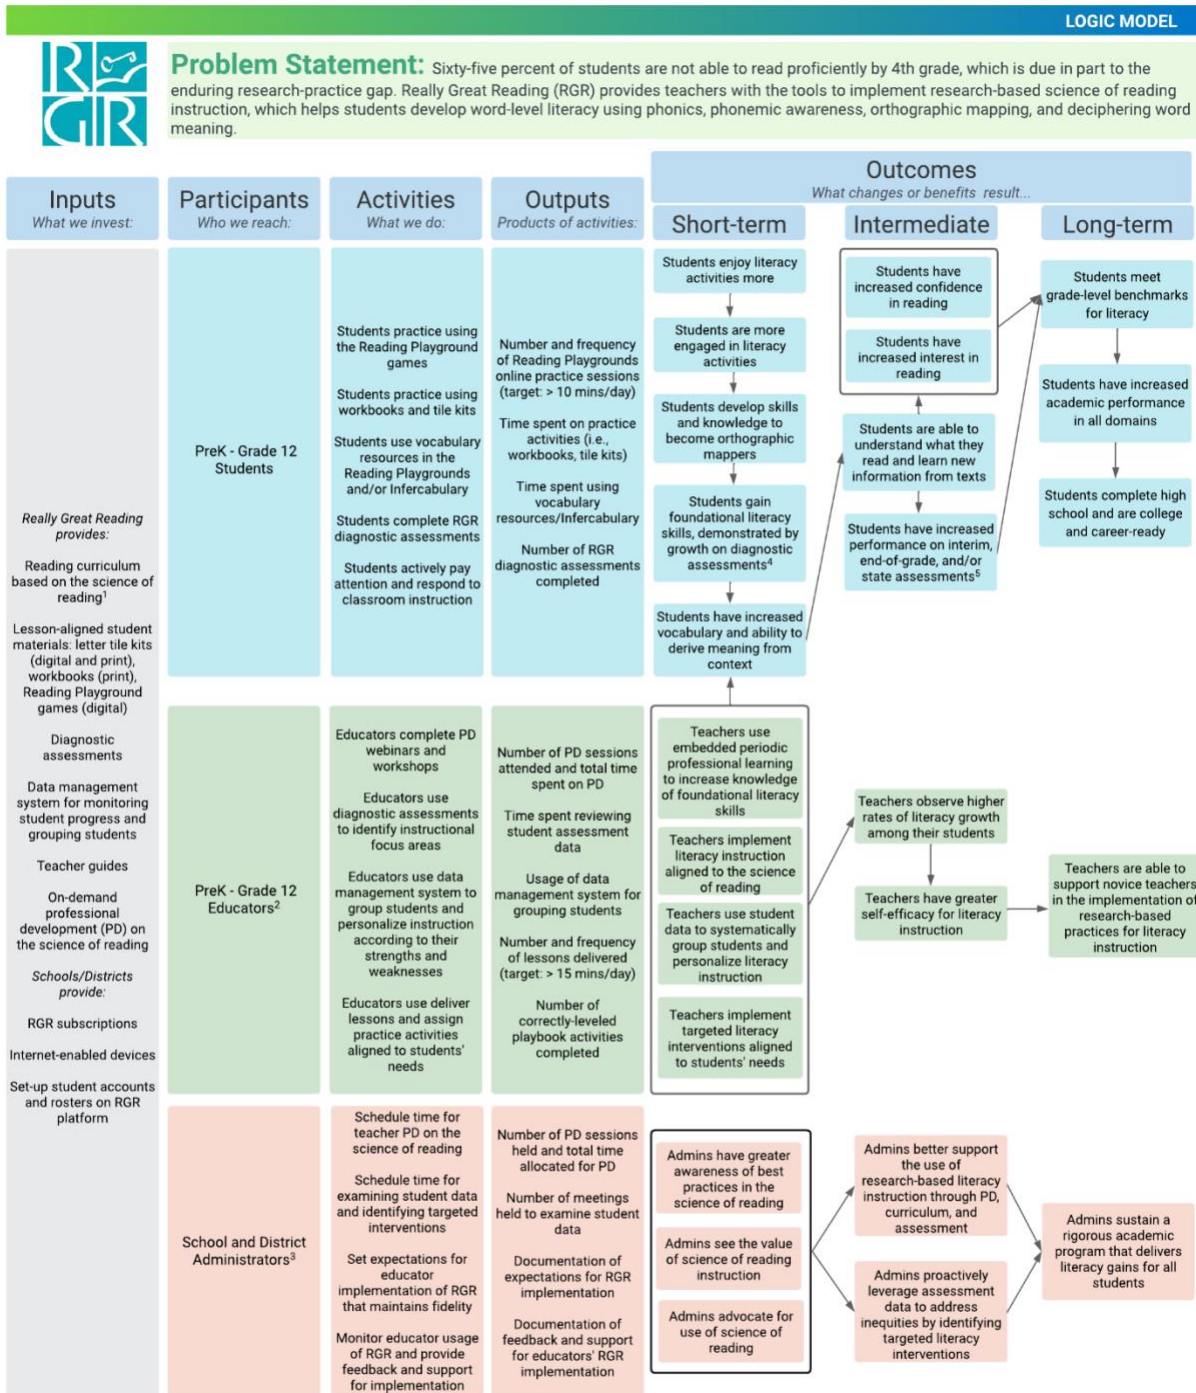 LOGIC MODEL
R
GR
Problem Statement: Sixty-five percent of students are not able to read proficiently by 4th grade, which is due in part to the
enduring research-practice gap. Really Great Reading (RGR) provides teachers with the tools to implement research-based science of reading
instruction, which helps students develop word-level literacy using phonics, phonemic awareness, orthographic mapping, and deciphering word
meaning.
Inputs
What we invest:
Participants
Who we reach:
Activities
What we do:
Outputs
Products of activities:
Outcomes
What changes or benefits result...
Short-term
Intermediate
Long-term
Really Great Reading
provides:
Reading curriculum
based on the science of
reading¹
Lesson-aligned student
materials: letter tile kits
(digital and print),
workbooks (print),
Reading Playground
games (digital)
Diagnostic
assessments
Data management
system for monitoring
student progress and
grouping students
Teacher guides
On-demand
professional
development (PD) on
the science of reading
Schools/Districts
provide:
RGR subscriptions
Internet-enabled devices
Set-up student accounts
and rosters on RGR
platform
PreK - Grade 12
Students
Students practice using
the Reading Playground
games
Students practice using
workbooks and tile kits
Students use vocabulary
resources in the
Reading Playgrounds
and/or Infercabulary
Students complete RGR
diagnostic assessments
Students actively pay
attention and respond to
classroom instruction
Number and frequency
of Reading Playgrounds
online practice sessions
(target: > 10 mins/day)
Time spent on practice
activities (i.e.,
workbooks, tile kits)
Time spent using
vocabulary
resources/Infercabulary
Number of RGR
diagnostic assessments
completed
Students enjoy literacy
activities more
Students are more
engaged in literacy
activities
Students develop skills
and knowledge to
become orthographic
mappers
Students gain
foundational literacy
skills, demonstrated by
growth on diagnostic
assessments⁴
Students have increased
vocabulary and ability to
derive meaning from
context
Students have
increased confidence
in reading
Students have
increased interest in
reading
Students are able to
understand what they
read and learn new
information from texts
Students have increased
performance on interim,
end-of-grade, and/or
state assessments⁵
Students meet
grade-level benchmarks
for literacy
Students have increased
academic performance
in all domains
Students complete high
school and are college
and career-ready
PreK - Grade 12
Educators²
Educators complete PD
webinars and
workshops
Educators use
diagnostic assessments
to identify instructional
focus areas
Educators use data
management system to
group students and
personalize instruction
according to their
strengths and
weaknesses
Educators use deliver
lessons and assign
practice activities
aligned to students'
needs
Number of PD sessions
attended and total time
spent on PD
Time spent reviewing
student assessment
data
Usage of data
management system for
grouping students
Number and frequency
of lessons delivered
(target: > 15 mins/day)
Number of
correctly-leveled
playbook activities
completed
Teachers use
embedded periodic
professional learning
to increase knowledge
of foundational literacy
skills
Teachers implement
literacy instruction
aligned to the science
of reading
Teachers use student
data to systematically
group students and
personalize literacy
instruction
Teachers implement
targeted literacy
interventions aligned
to students' needs
Teachers observe higher
rates of literacy growth
among their students
Teachers have greater
self-efficacy for literacy
instruction
Teachers are able to
support novice teachers
in the implementation of
research-based
practices for literacy
instruction
School and District
Administrators³
Schedule time for
teacher PD on the
science of reading
Schedule time for
examining student data
and identifying targeted
interventions
Set expectations for
educator
implementation of RGR
that maintains fidelity
Monitor educator usage
of RGR and provide
feedback and support
for implementation
Number of PD sessions
held and total time
allocated for PD
Number of meetings
held to examine student
data
Documentation of
expectations for RGR
implementation
Documentation of
feedback and support
for educators' RGR
implementation
Admins have greater
awareness of best
practices in the
science of reading
Admins see the value
of science of reading
instruction
Admins advocate for
use of science of
reading
Admins better support
the use of
research-based literacy
instruction through PD,
curriculum, and
assessment
Admins proactively
leverage assessment
data to address
inequities by identifying
targeted literacy
interventions
Admins sustain a
rigorous academic
program that delivers
literacy gains for all
students